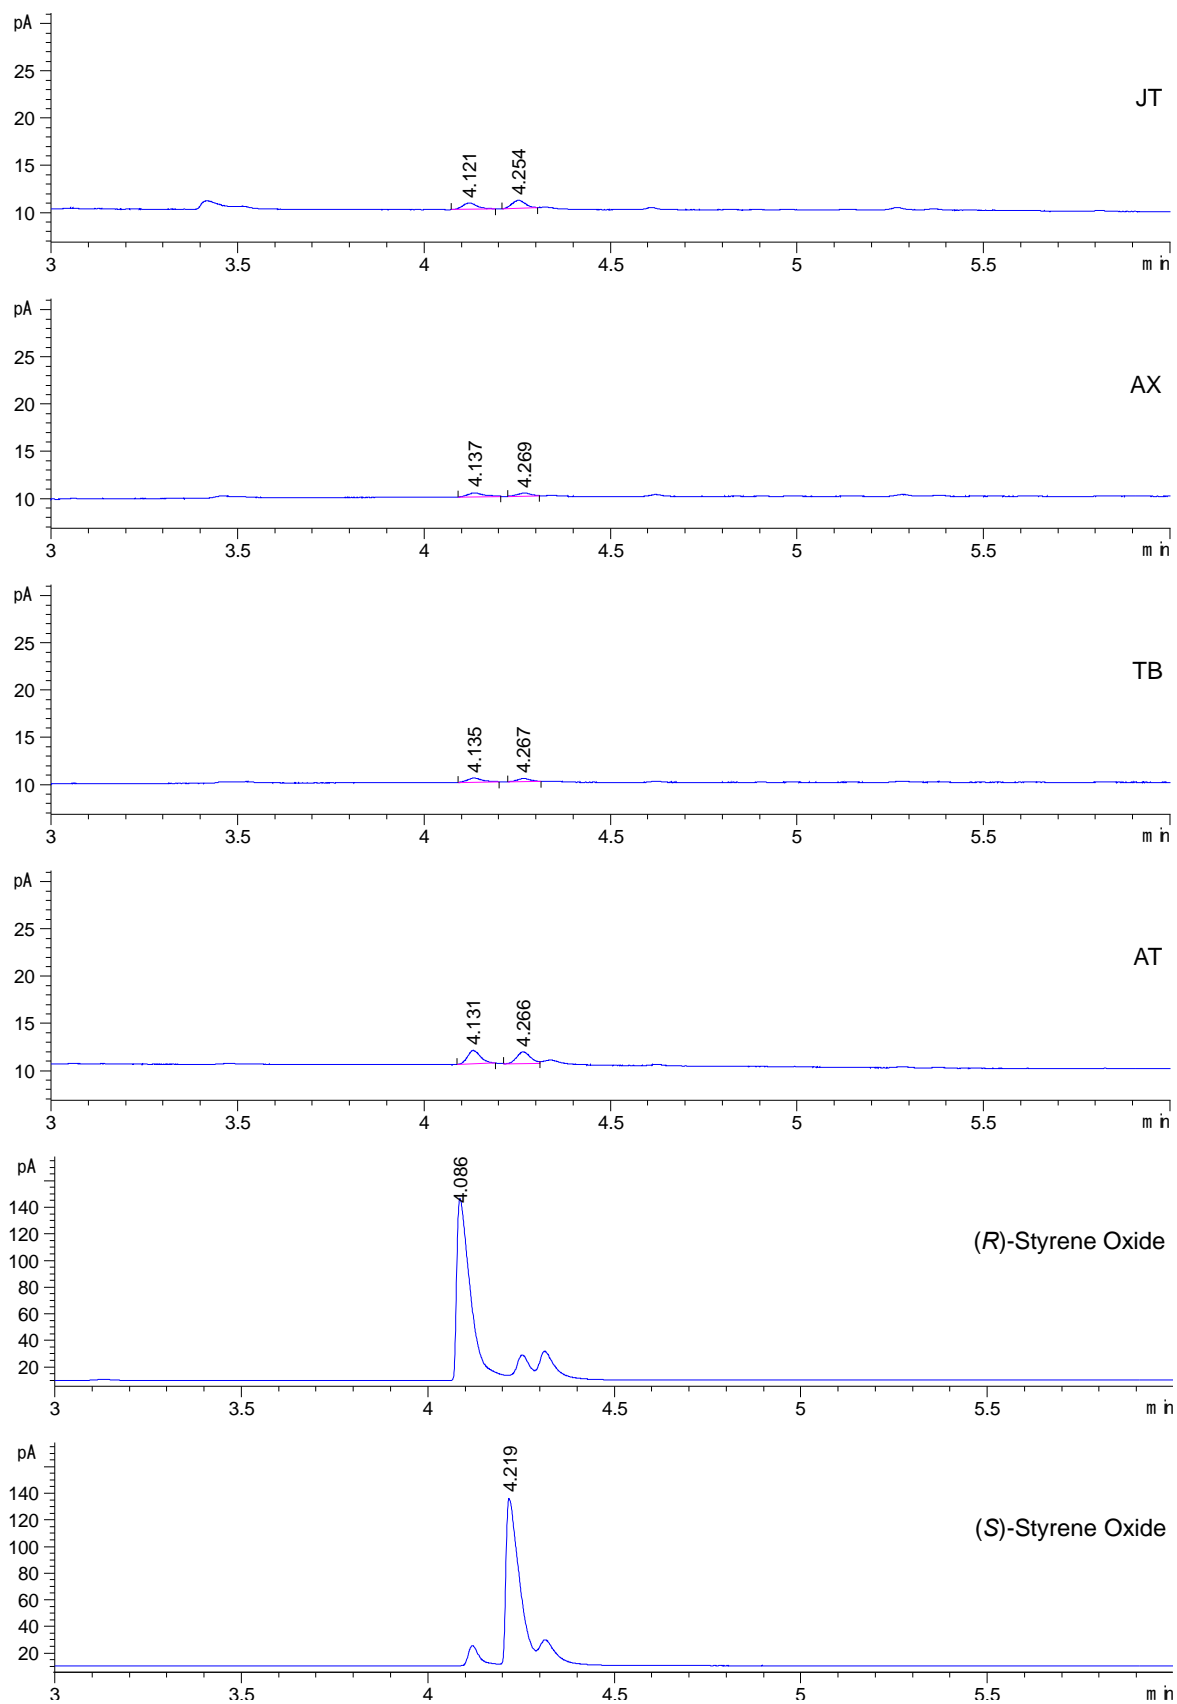 pA
25
20
15
10
JT
4.121
4.254
3 3.5 4 4.5 5 5.5 min
pA
25
20
15
10
AX
4.137
4.269
3 3.5 4 4.5 5 5.5 min
pA
25
20
15
10
TB
4.135
4.267
3 3.5 4 4.5 5 5.5 min
pA
25
20
15
10
AT
4.131
4.266
3 3.5 4 4.5 5 5.5 min
pA
140
120
100
80
60
40
20
4.086
(R)-Styrene Oxide
3 3.5 4 4.5 5 5.5 min
pA
140
120
100
80
60
40
20
4.219
(S)-Styrene Oxide
3 3.5 4 4.5 5 5.5 min